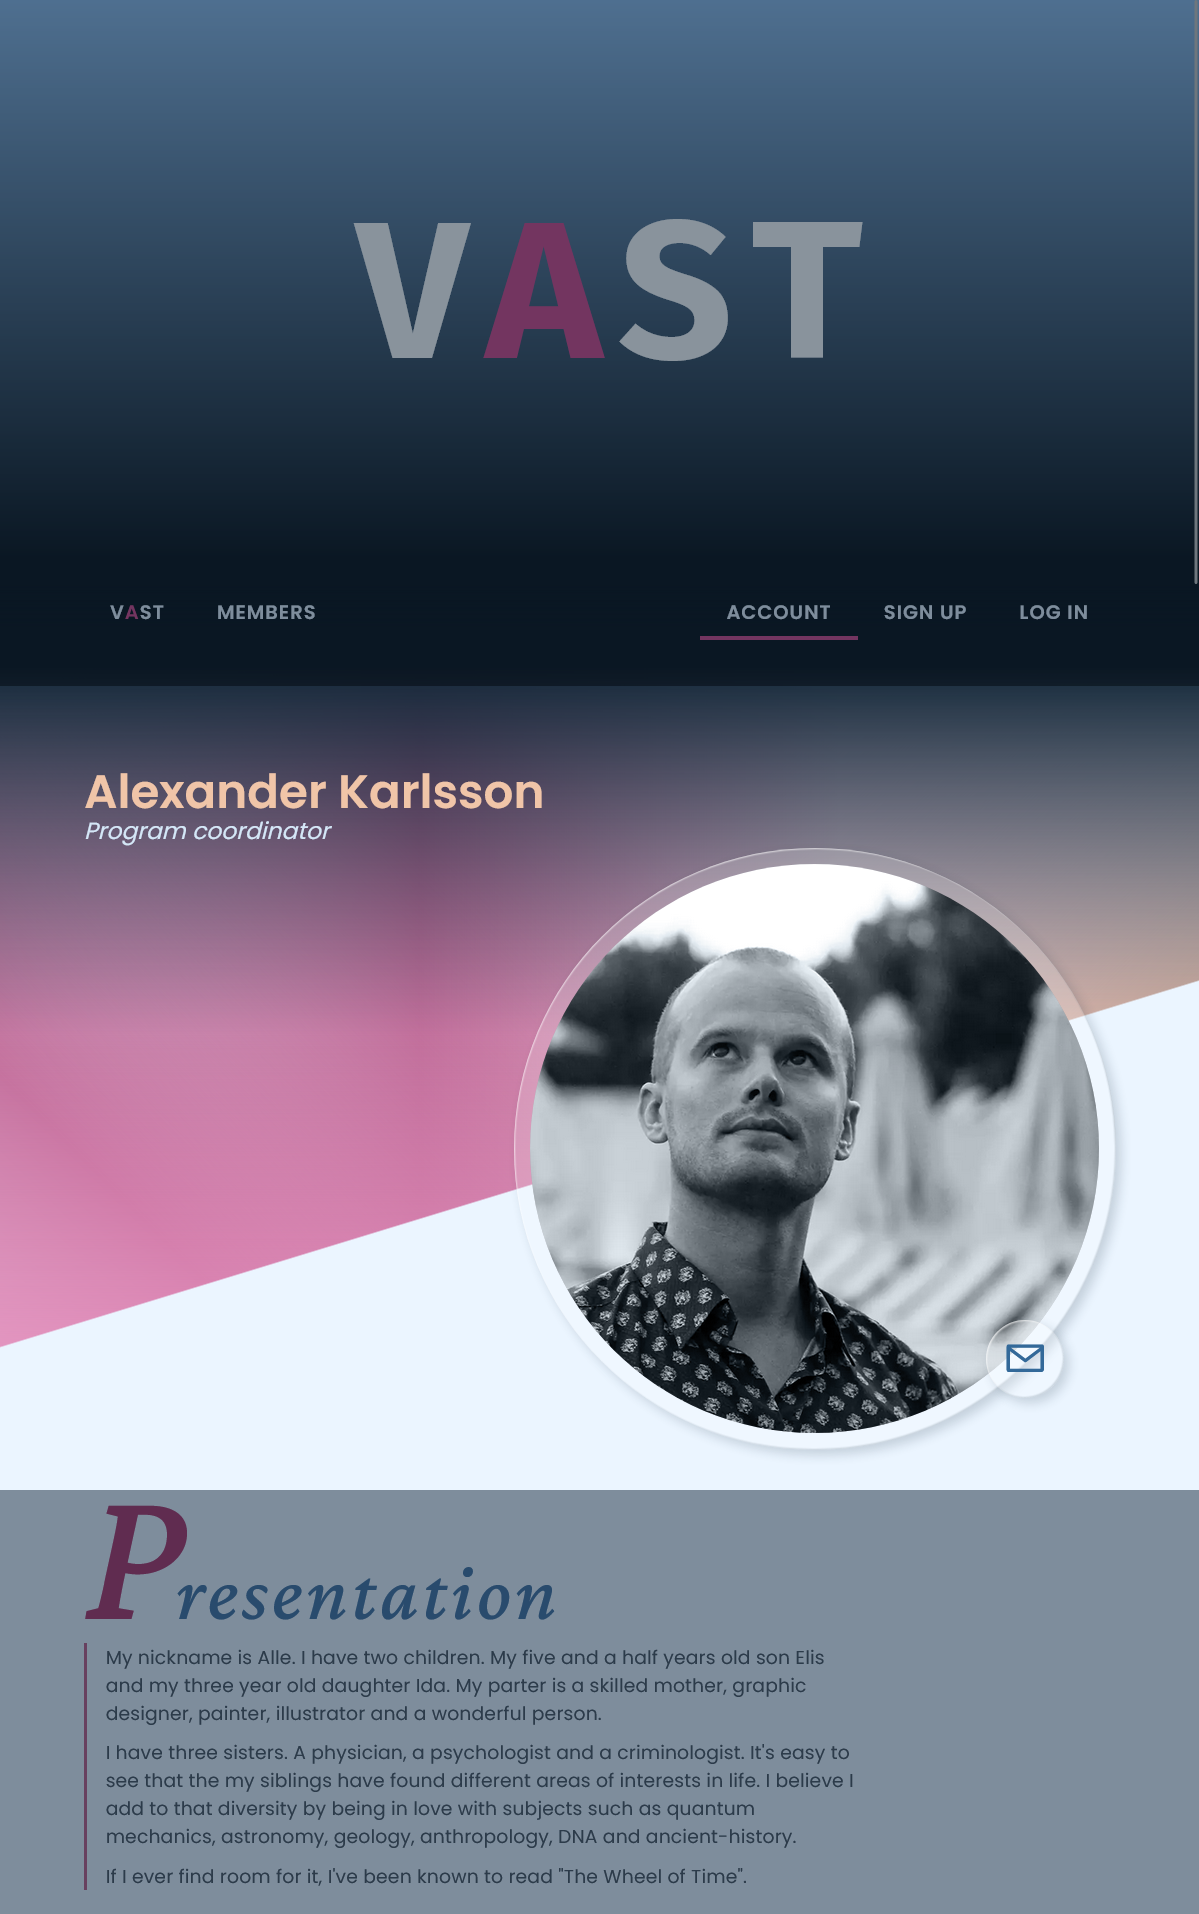 VAST
VAST MEMBERS ACCOUNT SIGN UP LOG IN
Alexander Karlsson
Program coordinator
Presentation
My nickname is Alle. I have two children. My five and a half years old son Elis
and my three year old daughter Ida. My parter is a skilled mother, graphic
designer, painter, illustrator and a wonderful person.
I have three sisters. A physician, a psychologist and a criminologist. It's easy to
see that the my siblings have found different areas of interests in life. I believe I
add to that diversity by being in love with subjects such as quantum
mechanics, astronomy, geology, anthropology, DNA and ancient-history.
If I ever find room for it, I've been known to read "The Wheel of Time".